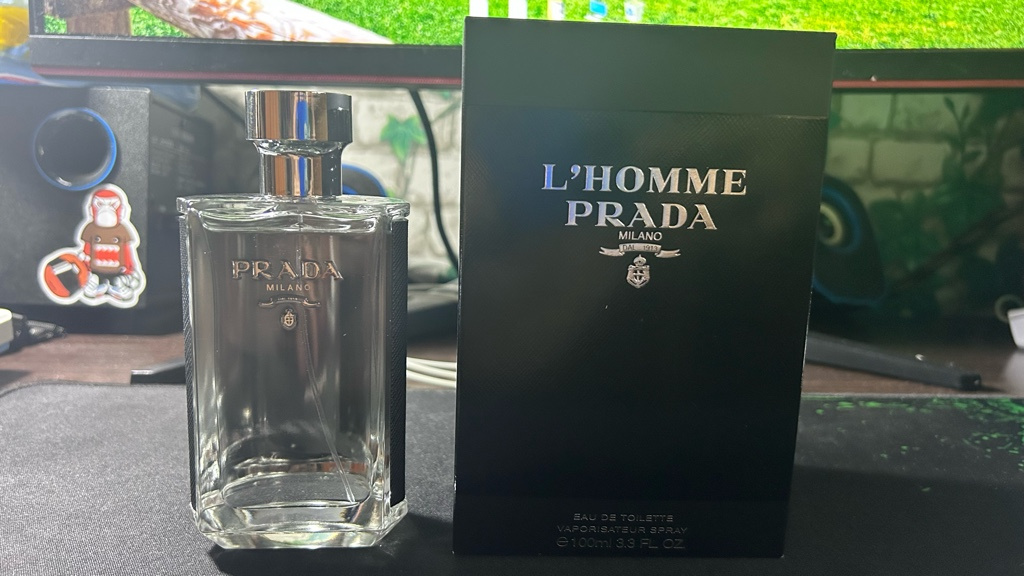 PRADA
MILANO
L'HOMME
PRADA
MILANO
DAL 1913
EAU DE TOILETTE
VAPORISATEUR SPRAY
℮100ml 3.3 FL. OZ.